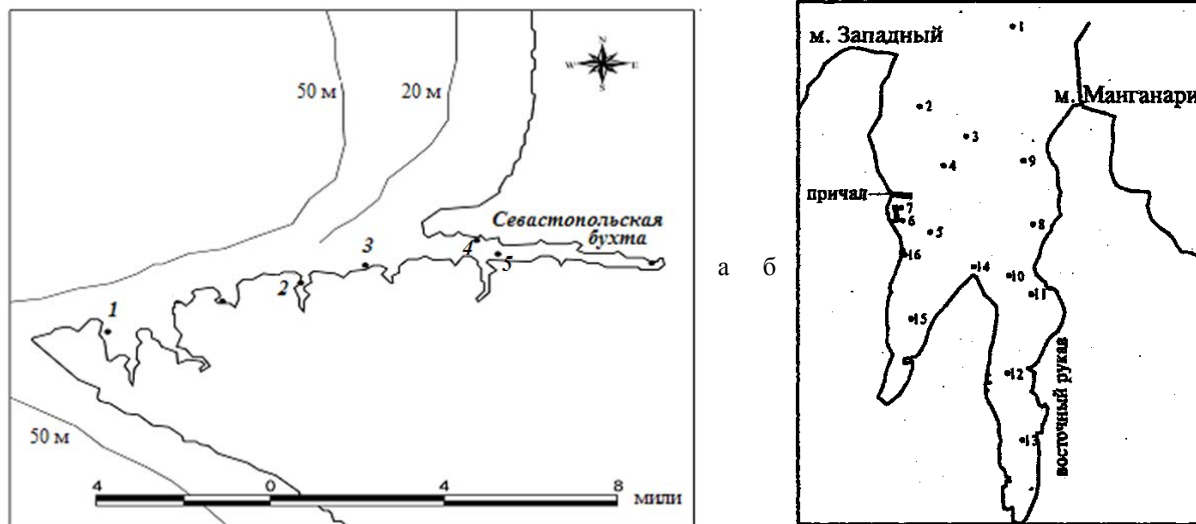 50 м
20 м
N
W E
S
Севастопольская
бухта
1
2
3
4
5
50 м
4 0 4 8
мили
а б
м. Западный
м. Манганари
причал
восточный рукав
1
2
3
4
9
7
6
5
8
16
14
10
11
15
12
13